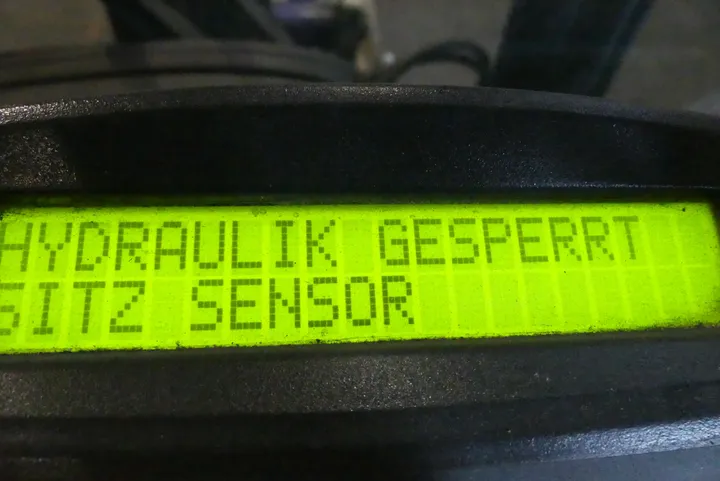 HYDRAULIK GESPERRT
SITZ SENSOR